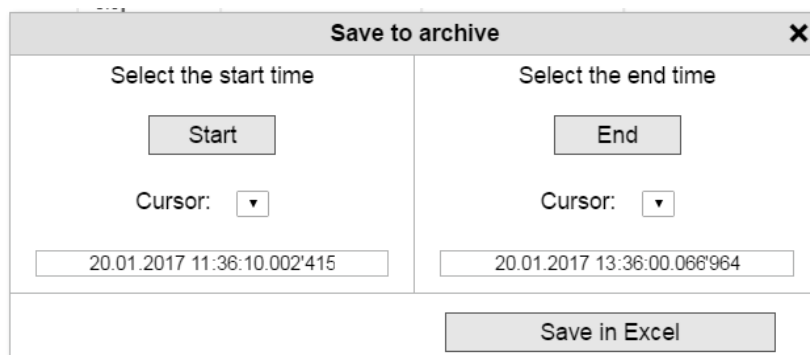 Save to archive
Select the start time
Select the end time
Start
End
Cursor:
Cursor:
20.01.2017 11:36:10.002'415
20.01.2017 13:36:00.066'964
Save in Excel